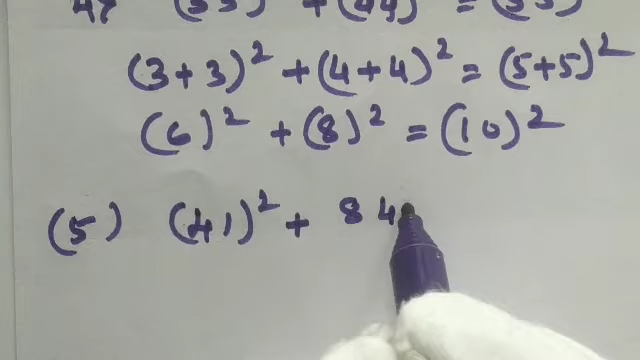 (3+3)² + (4+4)² = (5+5)²
(6)² + (8)² = (10)²
(5) (41)² + 84